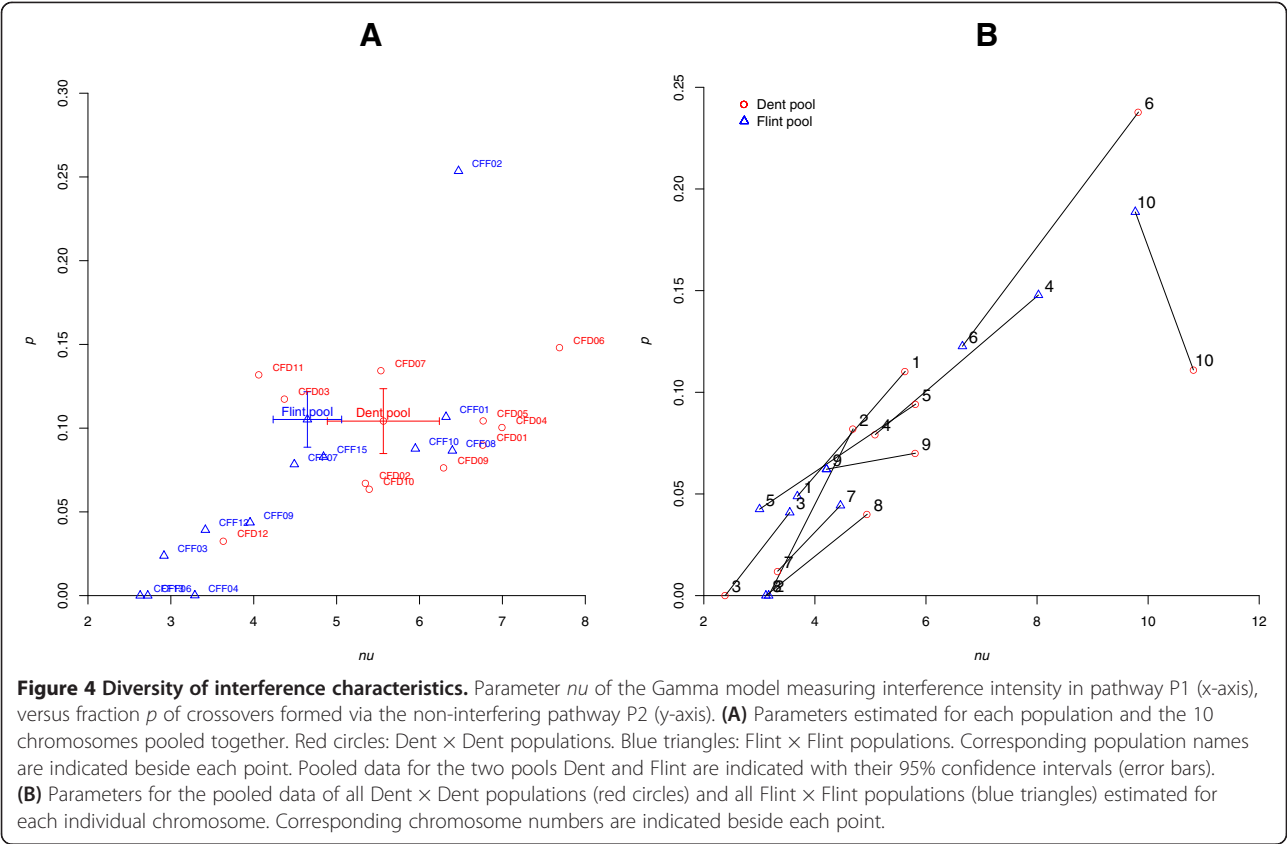 A
B
0.30
0.25
0.20
0.15
0.10
0.05
0.00
p
2
3
4
5
6
7
8
nu
CFF02
CFD06
CFD07
CFD11
CFD03
Flint pool
Dent pool
CFF01
CFD05
CFD04
CFD01
CFF10
CFF08
CFF15
CFF07
CFD09
CFD02
CFD10
CFF09
CFF12
CFD12
CFF03
CFF06
CFF04
0.25
0.20
0.15
0.10
0.05
0.00
p
2
4
6
8
10
12
nu
Dent pool
Flint pool
6
10
4
6
10
1
5
2
4
9
9
5
1
3
7
8
7
3
8
2
Figure 4 Diversity of interference characteristics. Parameter nu of the Gamma model measuring interference intensity in pathway P1 (x-axis),
versus fraction p of crossovers formed via the non-interfering pathway P2 (y-axis). (A) Parameters estimated for each population and the 10
chromosomes pooled together. Red circles: Dent × Dent populations. Blue triangles: Flint × Flint populations. Corresponding population names
are indicated beside each point. Pooled data for the two pools Dent and Flint are indicated with their 95% confidence intervals (error bars).
(B) Parameters for the pooled data of all Dent × Dent populations (red circles) and all Flint × Flint populations (blue triangles) estimated for
each individual chromosome. Corresponding chromosome numbers are indicated beside each point.